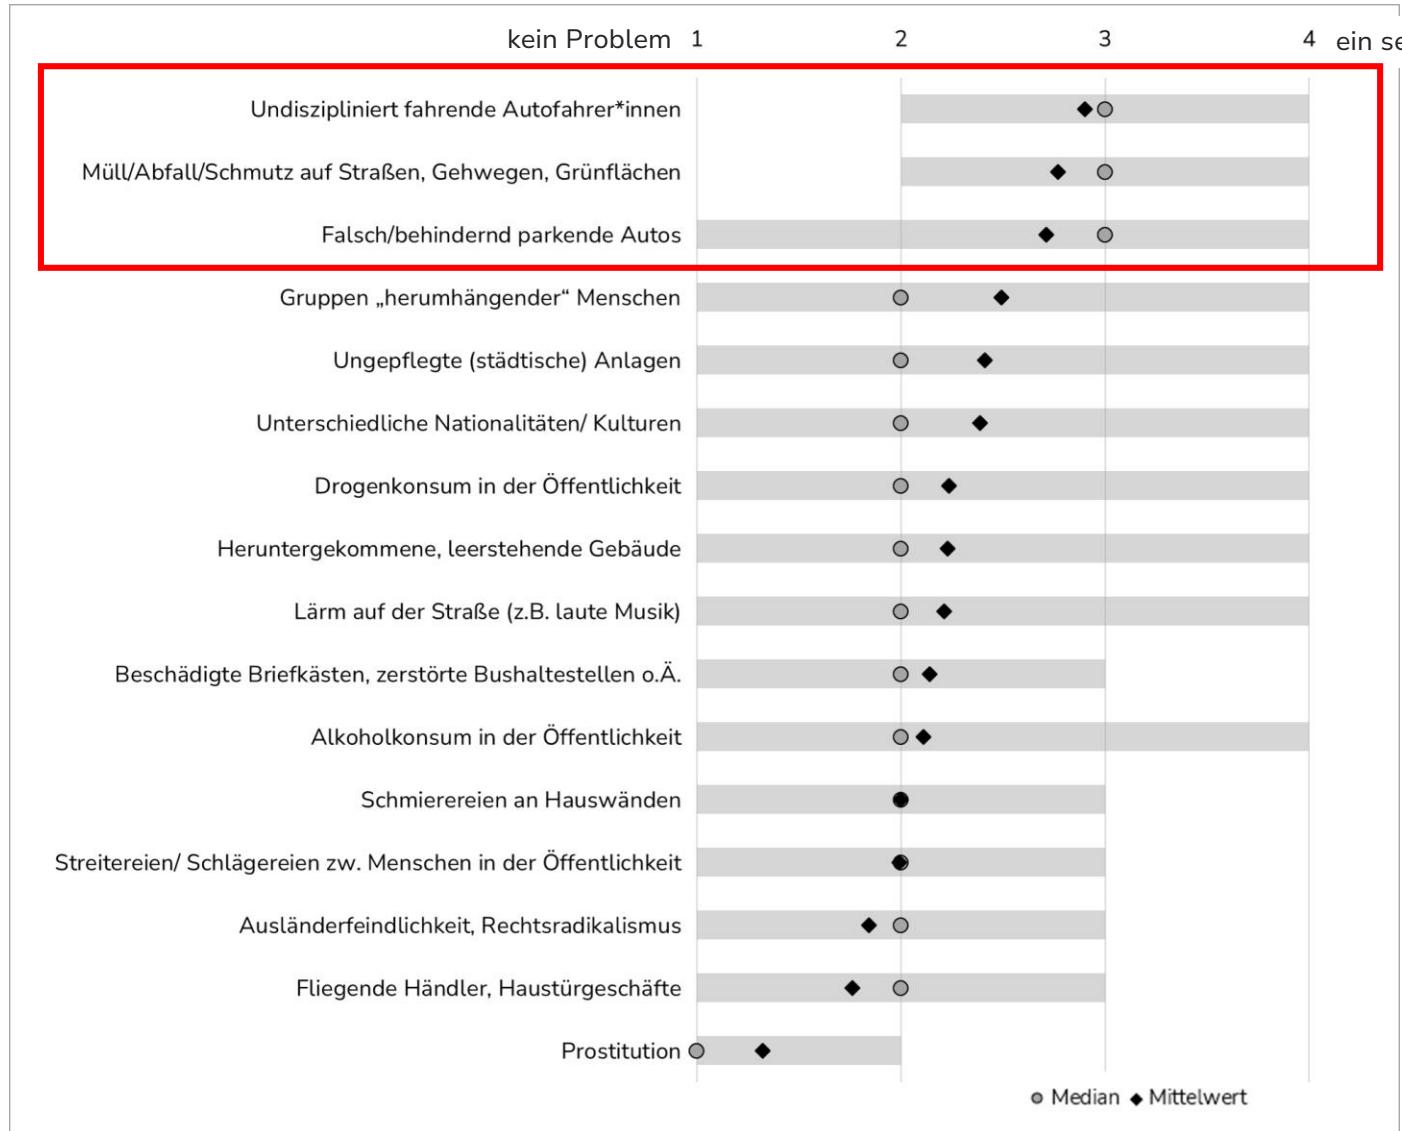 kein Problem 1 2 3 4 ein se
Undiszipliniert fahrende Autofahrer*innen
Müll/Abfall/Schmutz auf Straßen, Gehwegen, Grünflächen
Falsch/behindernd parkende Autos
Gruppen „herumhängender“ Menschen
Ungepflegte (städtische) Anlagen
Unterschiedliche Nationalitäten/ Kulturen
Drogenkonsum in der Öffentlichkeit
Heruntergekommene, leerstehende Gebäude
Lärm auf der Straße (z.B. laute Musik)
Beschädigte Briefkästen, zerstörte Bushaltestellen o.Ä.
Alkoholkonsum in der Öffentlichkeit
Schmierereien an Hauswänden
Streitereien/ Schlägereien zw. Menschen in der Öffentlichkeit
Ausländerfeindlichkeit, Rechtsradikalismus
Fliegende Händler, Haustürgeschäfte
Prostitution
Median Mittelwert